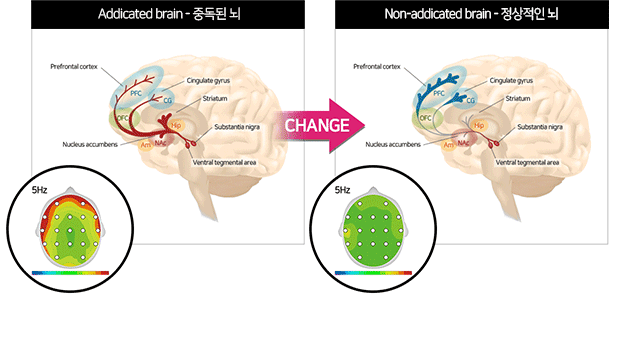 Addicated brain - 중독된 뇌
Prefrontal cortex
Cingulate gyrus
PFC
CG
Striatum
OFC
Hip
Substantia nigra
Nucleus accumbens
Am
NAc
Ventral tegmental area
5Hz
CHANGE
Non-addicated brain - 정상적인 뇌
Prefrontal cortex
Cingulate gyrus
PFC
CG
Striatum
OFC
Hip
Substantia nigra
Nucleus accumbens
Am
NAc
Ventral tegmental area
5Hz